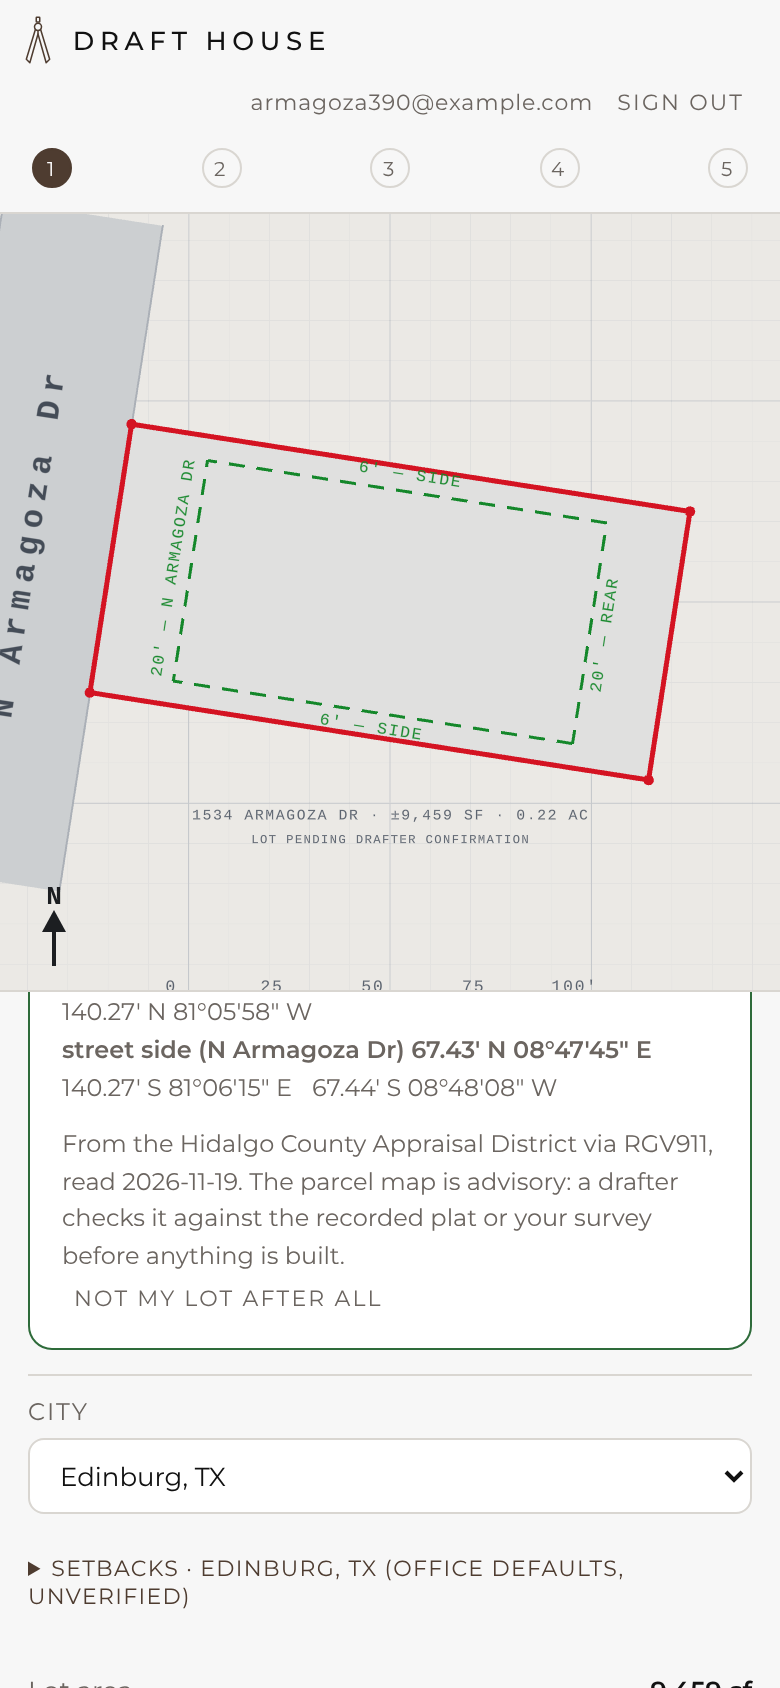 DRAFT HOUSE
armagoza390@example.com SIGN OUT
1 2 3 4 5
N Armagoza Dr
6' — SIDE
20' — N ARMAGOZA DR
20' — REAR
6' — SIDE
1534 ARMAGOZA DR · ±9,459 SF · 0.22 AC
LOT PENDING DRAFTER CONFIRMATION
N
0 25 50 75 100'
140.27' N 81°05'58" W
street side (N Armagoza Dr) 67.43' N 08°47'45" E
140.27' S 81°06'15" E 67.44' S 08°48'08" W
From the Hidalgo County Appraisal District via RGV911,
read 2026-11-19. The parcel map is advisory: a drafter
checks it against the recorded plat or your survey
before anything is built.
NOT MY LOT AFTER ALL
CITY
Edinburg, TX
SETBACKS · EDINBURG, TX (OFFICE DEFAULTS,
UNVERIFIED)
Lot area 9,459 sf